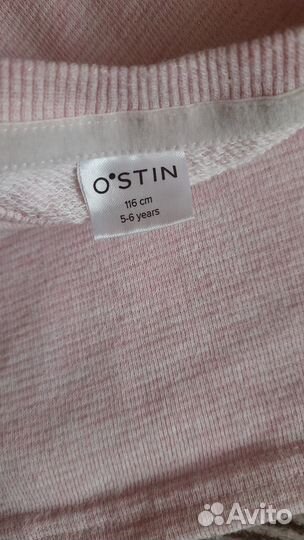 O'STIN
116 cm
5-6 years
Avito